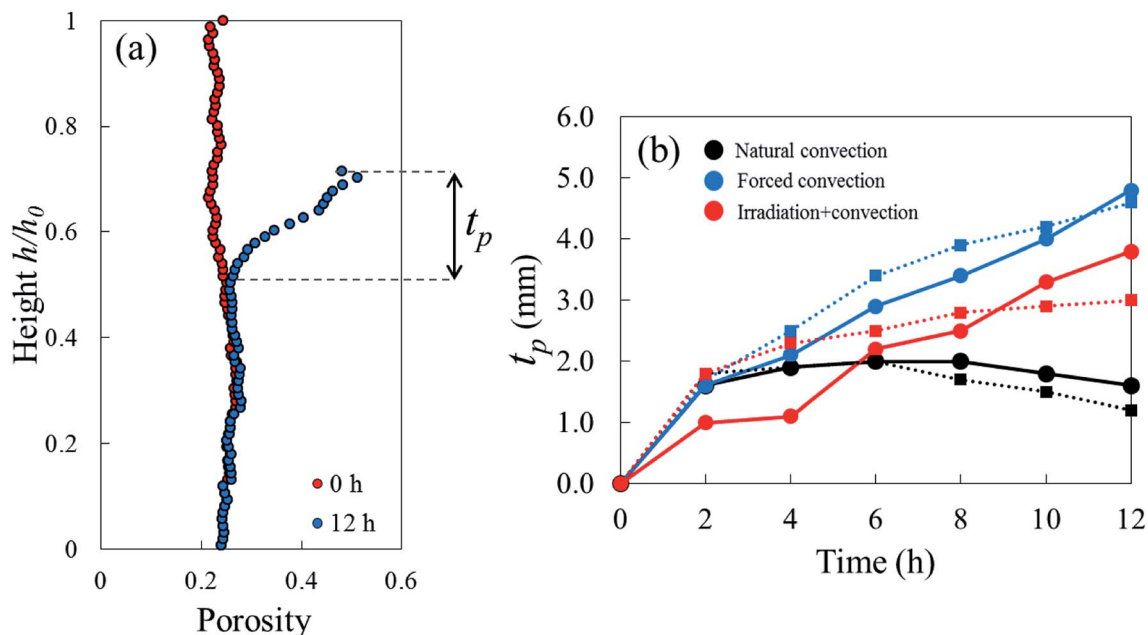 (a)
Height h/h0
1
0.8
0.6
0.4
0.2
0
0 0.2 0.4 0.6
Porosity
tp
0 h
12 h
(b)
tp (mm)
6.0
5.0
4.0
3.0
2.0
1.0
0.0
Natural convection
Forced convection
Irradiation+convection
0 2 4 6 8 10 12
Time (h)